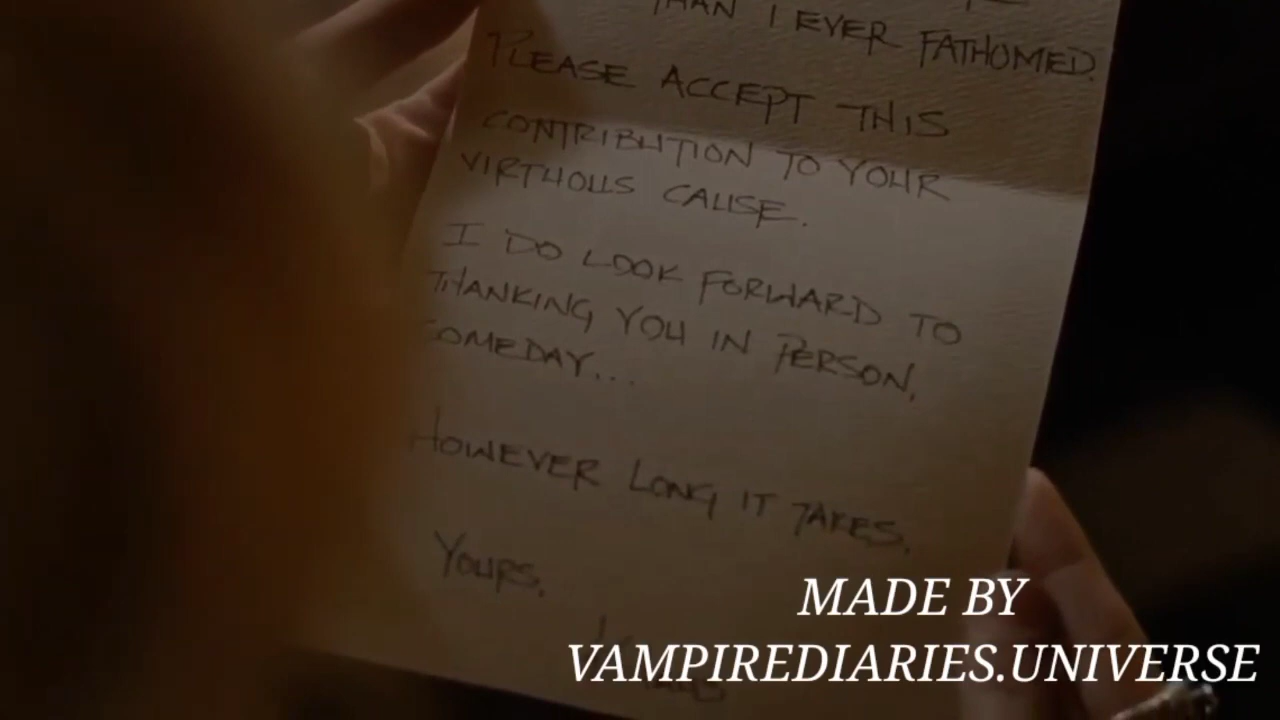 THAN I EVER FATHOMED.
PLEASE ACCEPT THIS
CONTRIBUTION TO YOUR
VIRTUOUS CAUSE.
I DO LOOK FORWARD TO
THANKING YOU IN PERSON,
SOMEDAY...
HOWEVER LONG IT TAKES.
YOURS,
MADE BY
VAMPIREDIARIES.UNIVERSE